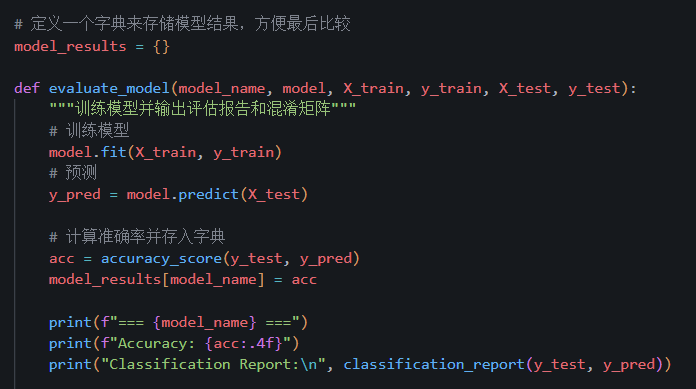 # 定义一个字典来存储模型结果，方便最后比较
model_results = {}
def evaluate_model(model_name, model, X_train, y_train, X_test, y_test):
"""训练模型并输出评估报告和混淆矩阵"""
# 训练模型
model.fit(X_train, y_train)
# 预测
y_pred = model.predict(X_test)
# 计算准确率并存入字典
acc = accuracy_score(y_test, y_pred)
model_results[model_name] = acc
print(f"=== {model_name} ===")
print(f"Accuracy: {acc:.4f}")
print("Classification Report:\n", classification_report(y_test, y_pred))